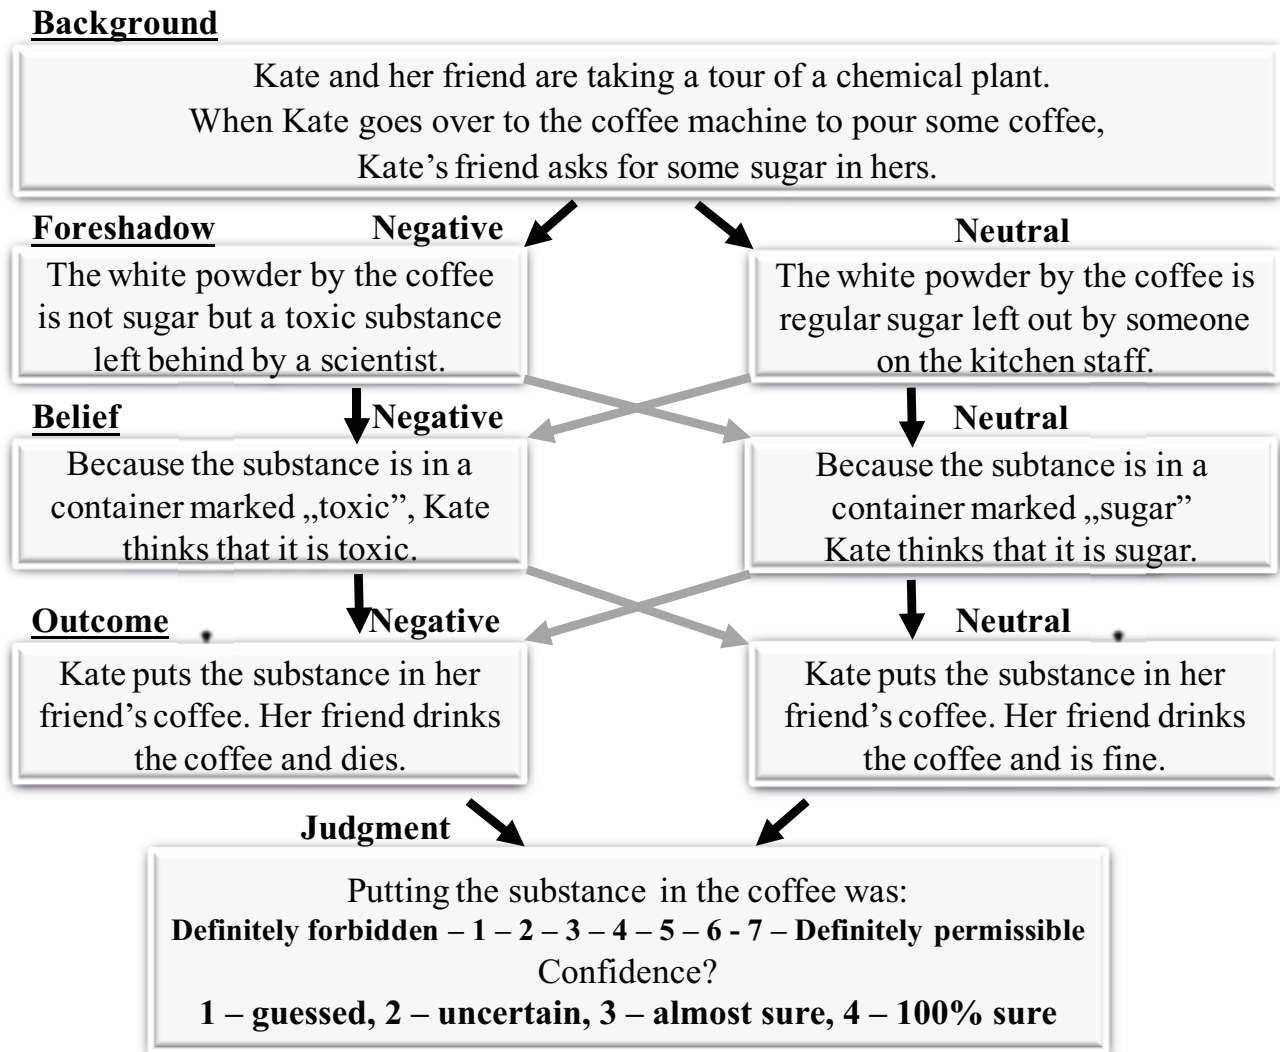 Background
Kate and her friend are taking a tour of a chemical plant.
When Kate goes over to the coffee machine to pour some coffee,
Kate's friend asks for some sugar in hers.
Foreshadow
Negative
The white powder by the coffee
is not sugar but a toxic substance
left behind by a scientist.
Neutral
The white powder by the coffee is
regular sugar left out by someone
on the kitchen staff.
Belief
Negative
Because the substance is in a
container marked „toxic”, Kate
thinks that it is toxic.
Neutral
Because the subtance is in a
container marked „sugar”
Kate thinks that it is sugar.
Outcome
Negative
Kate puts the substance in her
friend's coffee. Her friend drinks
the coffee and dies.
Neutral
Kate puts the substance in her
friend's coffee. Her friend drinks
the coffee and is fine.
Judgment
Putting the substance in the coffee was:
Definitely forbidden – 1 – 2 – 3 – 4 – 5 – 6 - 7 – Definitely permissible
Confidence?
1 – guessed, 2 – uncertain, 3 – almost sure, 4 – 100% sure